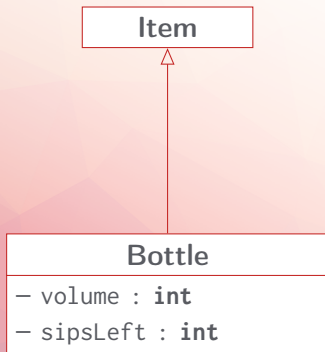 Item
Bottle
– volume : int
– sipsLeft : int